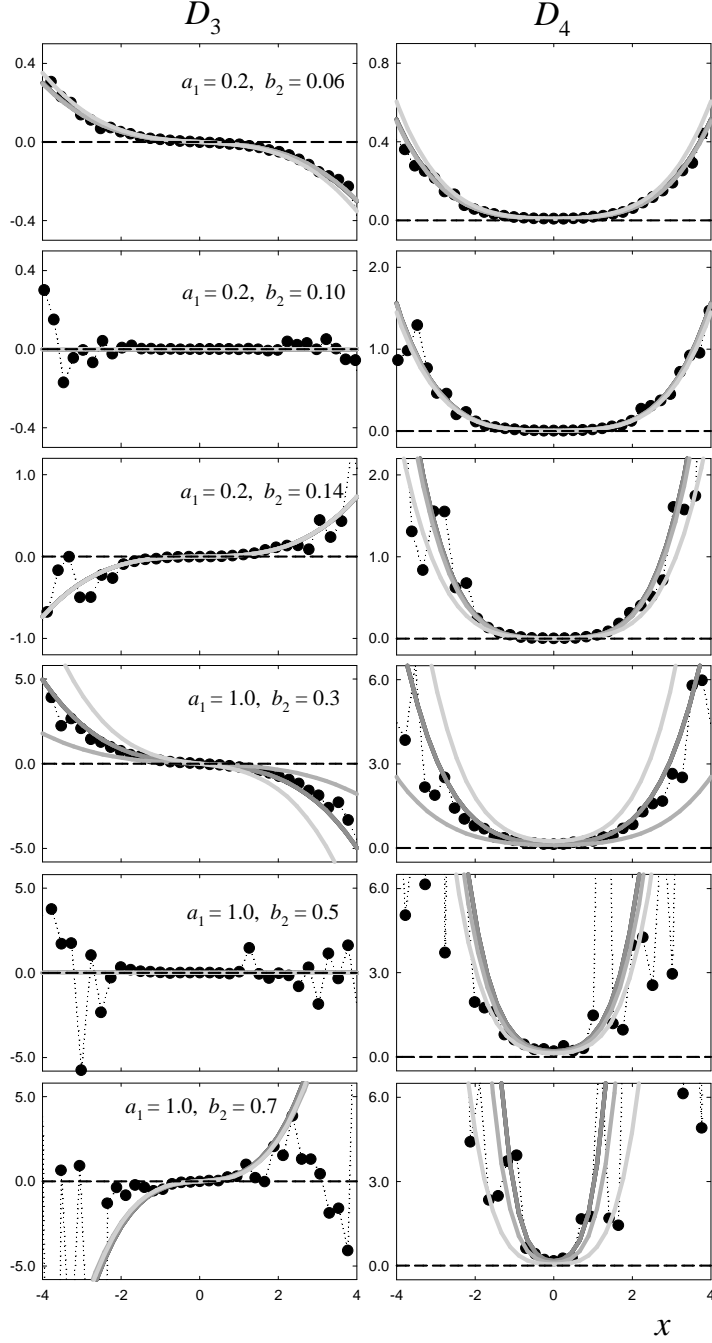 D3 D4
0.4 0.8
a1 = 0.2, b2 = 0.06
0.0 0.4
-0.4 0.0
0.4 2.0
a1 = 0.2, b2 = 0.10
0.0 1.0
-0.4 0.0
1.0 2.0
a1 = 0.2, b2 = 0.14
0.0 1.0
-1.0 0.0
5.0 6.0
a1 = 1.0, b2 = 0.3
0.0 3.0
-5.0 0.0
5.0 6.0
a1 = 1.0, b2 = 0.5
0.0 3.0
-5.0 0.0
5.0 6.0
a1 = 1.0, b2 = 0.7
0.0 3.0
-5.0 0.0
-4 -2 0 2 4 -4 -2 0 2 4
x